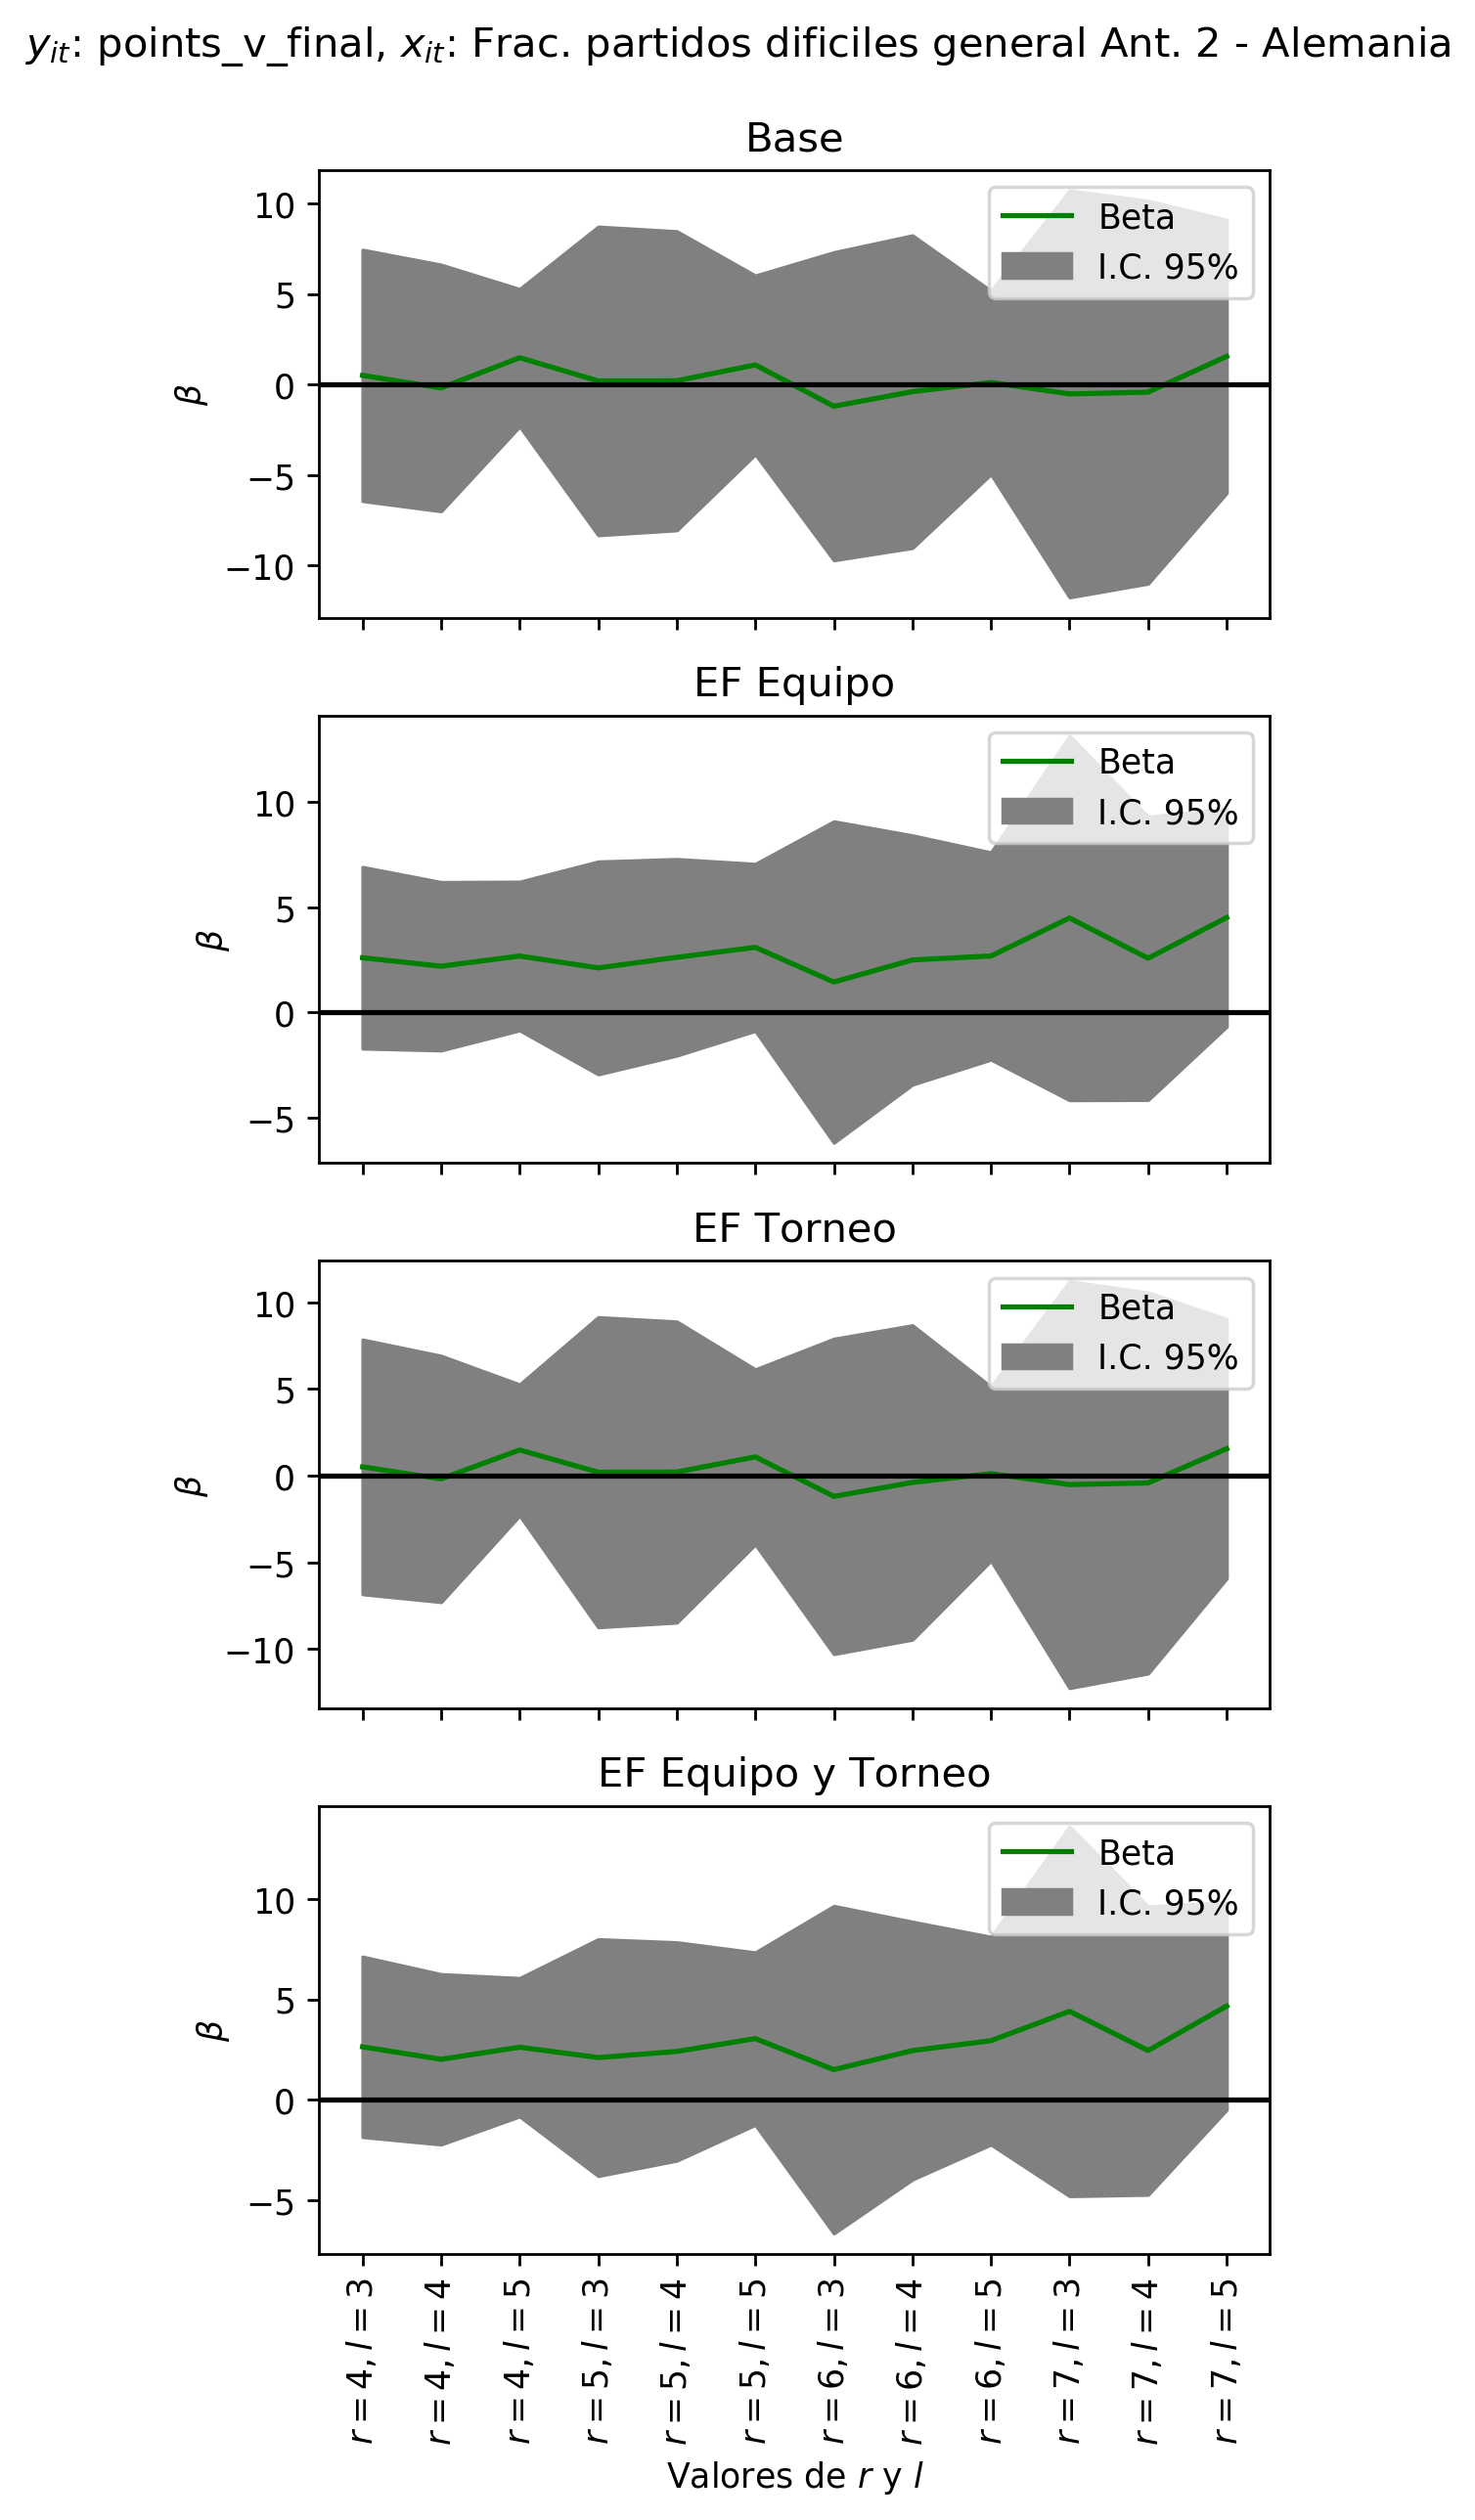 y_it: points_v_final, x_it: Frac. partidos dificiles general Ant. 2 - Alemania
Base
10
5
0
−5
−10
β
Beta
I.C. 95%
EF Equipo
10
5
0
−5
β
Beta
I.C. 95%
EF Torneo
10
5
0
−5
−10
β
Beta
I.C. 95%
EF Equipo y Torneo
10
5
0
−5
β
Beta
I.C. 95%
r = 4, l = 3
r = 4, l = 4
r = 4, l = 5
r = 5, l = 3
r = 5, l = 4
r = 5, l = 5
r = 6, l = 3
r = 6, l = 4
r = 6, l = 5
r = 7, l = 3
r = 7, l = 4
r = 7, l = 5
Valores de r y l